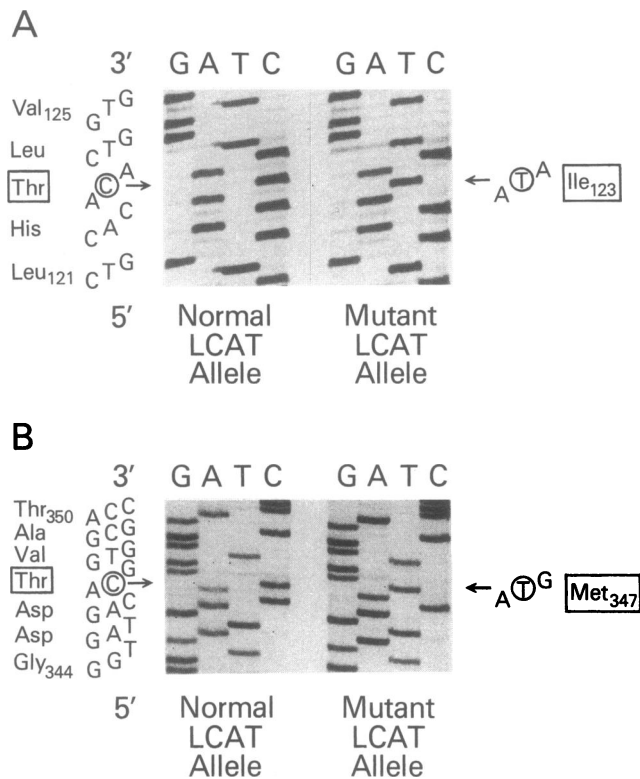 A
3' G A T C G A T C
Val125 G T G
Leu C T G
Thr A C A → ← A T A Ile123
His C A C
Leu121 C T G
5' Normal Mutant
LCAT LCAT
Allele Allele
B
3' G A T C G A T C
Thr350 A C C
Ala G C G
Val G T G
Thr A C G → ← A T G Met347
Asp G A C
Asp G A T
Gly344 G G T
5' Normal Mutant
LCAT LCAT
Allele Allele